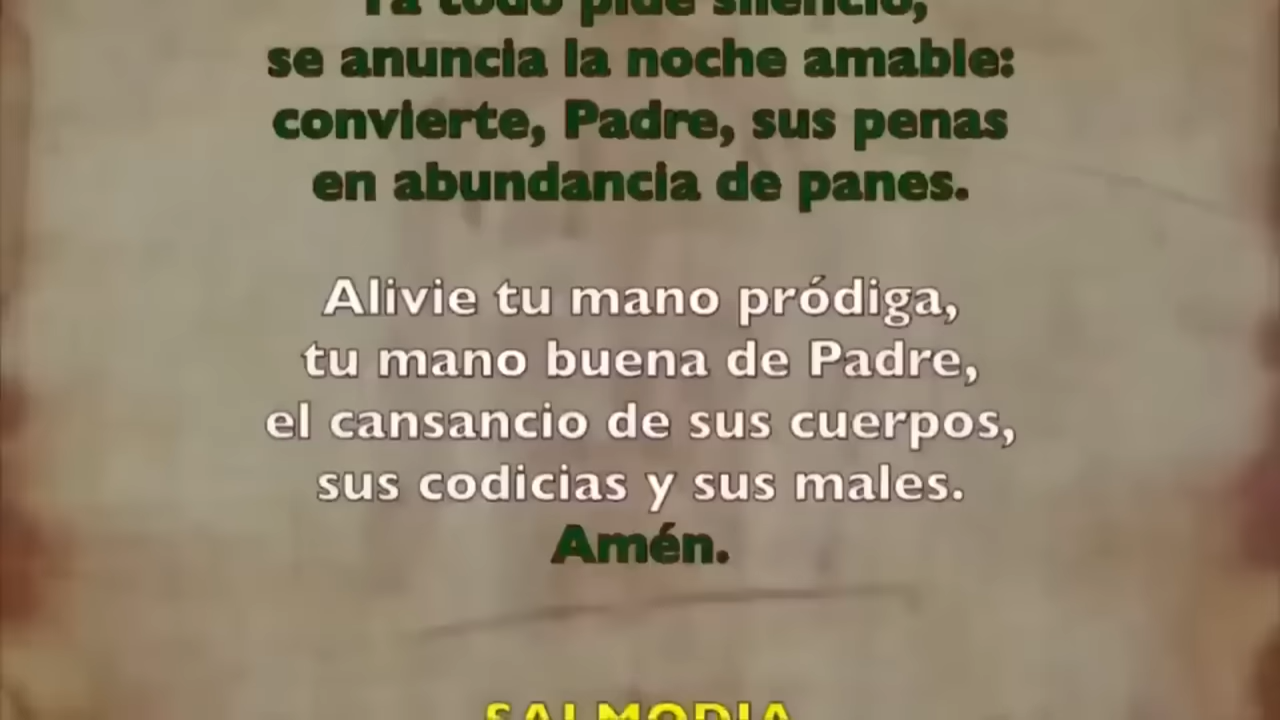 Ya todo pide silencio,
se anuncia la noche amable:
convierte, Padre, sus penas
en abundancia de panes.
Alivie tu mano pródiga,
tu mano buena de Padre,
el cansancio de sus cuerpos,
sus codicias y sus males.
Amén.
SALMODIA